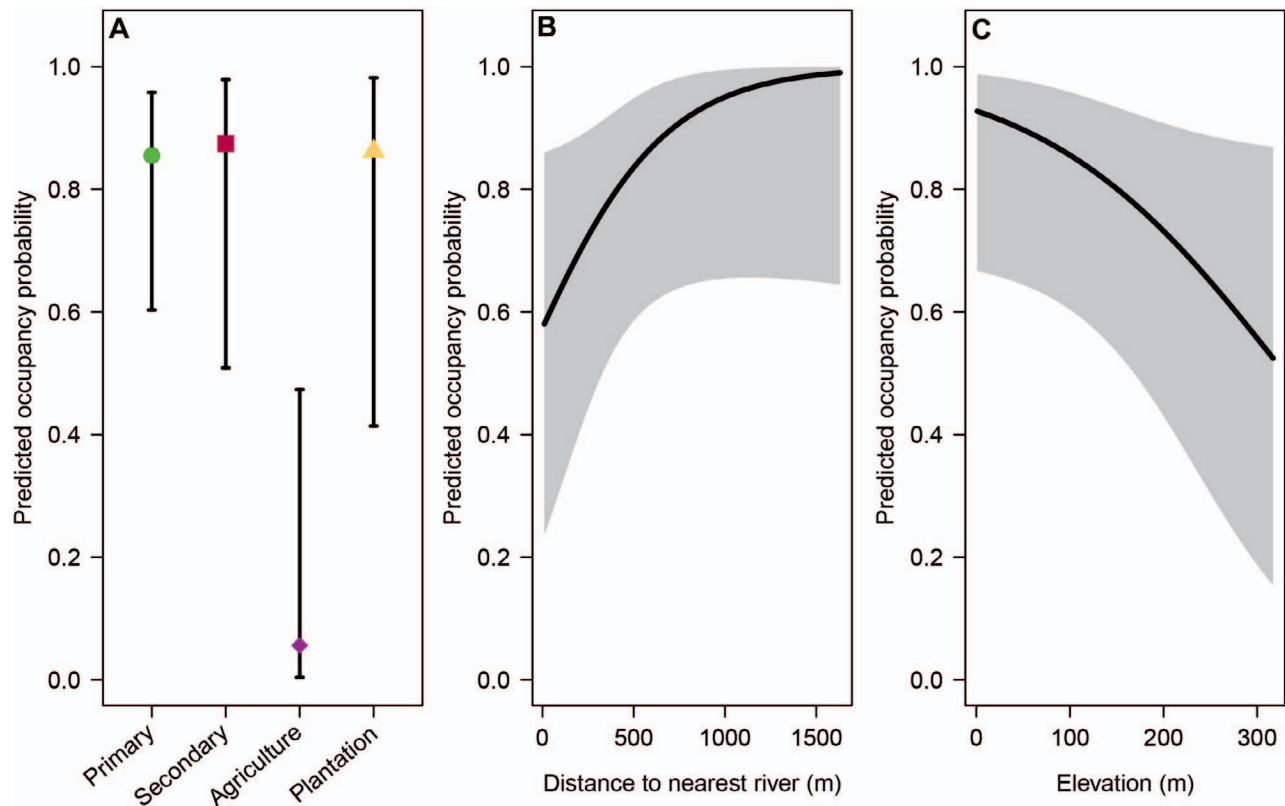 A
Predicted occupancy probability
1.0
0.8
0.6
0.4
0.2
0.0
Primary
Secondary
Agriculture
Plantation
B
Predicted occupancy probability
1.0
0.8
0.6
0.4
0.2
0.0
0 500 1000 1500
Distance to nearest river (m)
C
Predicted occupancy probability
1.0
0.8
0.6
0.4
0.2
0.0
0 100 200 300
Elevation (m)